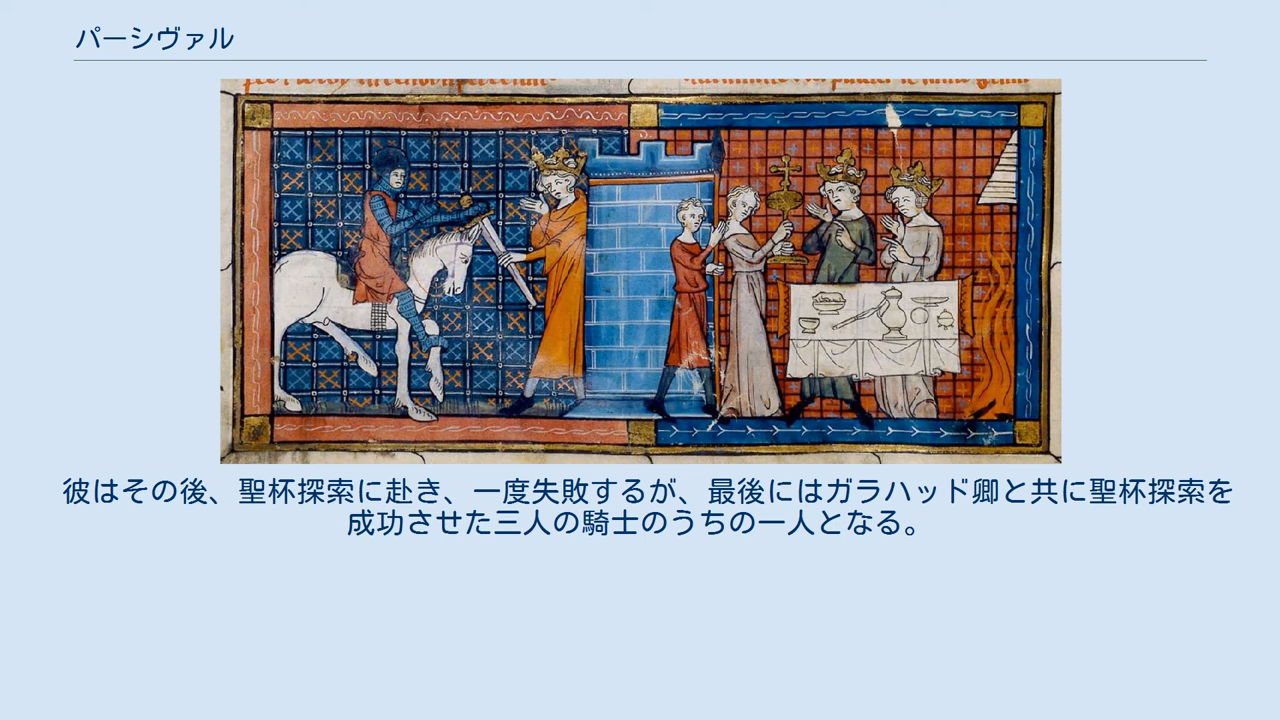 パーシヴァル
彼はその後、聖杯探索に赴き、一度失敗するが、最後にはガラハッド卿と共に聖杯探索を
成功させた三人の騎士のうちの一人となる。